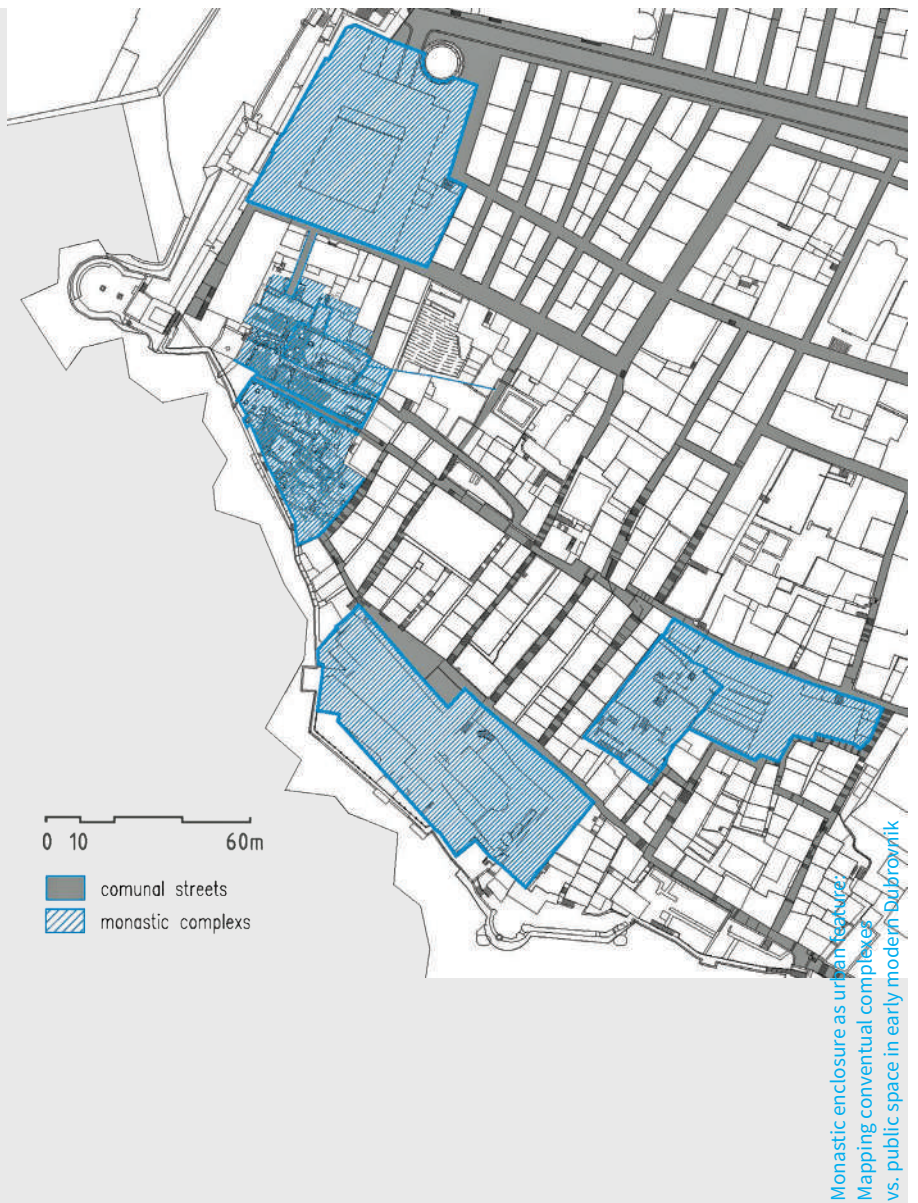 0 10 60m
comunal streets
monastic complexs
Monastic enclosure as urban feature:
Mapping conventual complexes
vs. public space in early modern Dubrovnik